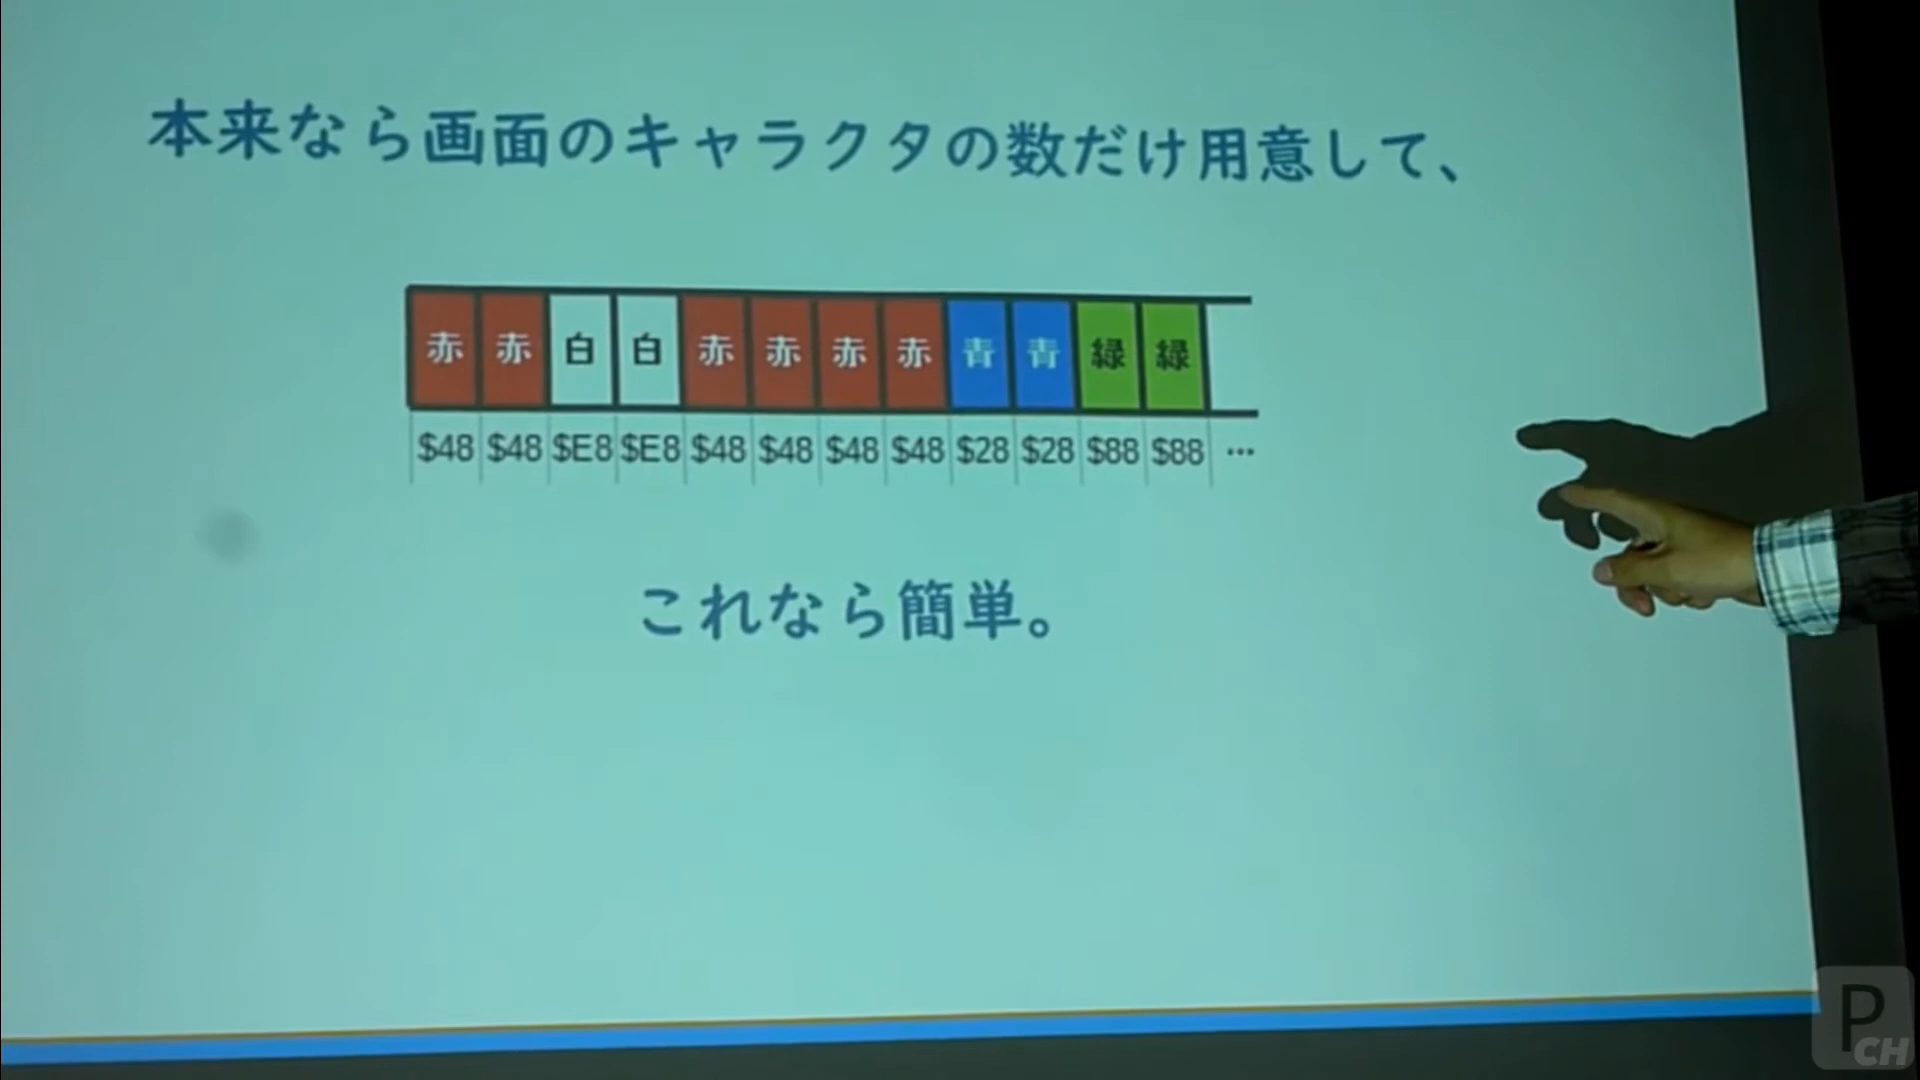 本来なら画面のキャラクタの数だけ用意して、
赤 赤 白 白 赤 赤 赤 赤 青 青 緑 緑
$48 $48 $E8 $E8 $48 $48 $48 $48 $28 $28 $88 $88 …
これなら簡単。
P
CH